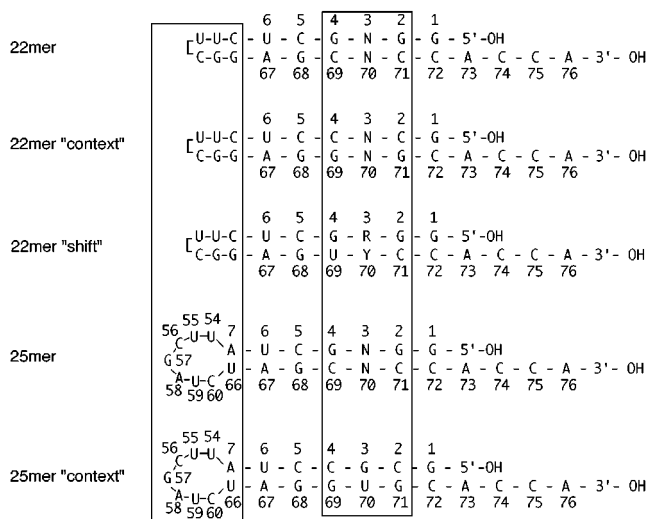 6 5 4 3 2 1
22mer
U-U-C - U - C - G - N - G - G - 5'-OH
C-G-G - A - G - C - N - C - C - A - C - C - A - 3' - OH
67 68 69 70 71 72 73 74 75 76
6 5 4 3 2 1
22mer "context"
U-U-C - U - C - C - N - C - G - 5'-OH
C-G-G - A - G - G - N - G - C - A - C - C - A - 3' - OH
67 68 69 70 71 72 73 74 75 76
6 5 4 3 2 1
22mer "shift"
U-U-C - U - C - G - R - G - G - 5'-OH
C-G-G - A - G - U - Y - C - C - A - C - C - A - 3' - OH
67 68 69 70 71 72 73 74 75 76
56 55 54 7 6 5 4 3 2 1
25mer
C U-U A - U - C - G - N - G - G - 5'-OH
G 57
A U-C U - A - G - C - N - C - C - A - C - C - A - 3' - OH
58 59 60 66 67 68 69 70 71 72 73 74 75 76
56 55 54 7 6 5 4 3 2 1
25mer "context"
C U-U A - U - C - C - G - C - G - 5'-OH
G 57
A U-C U - A - G - G - U - G - C - A - C - C - A - 3' - OH
58 59 60 66 67 68 69 70 71 72 73 74 75 76